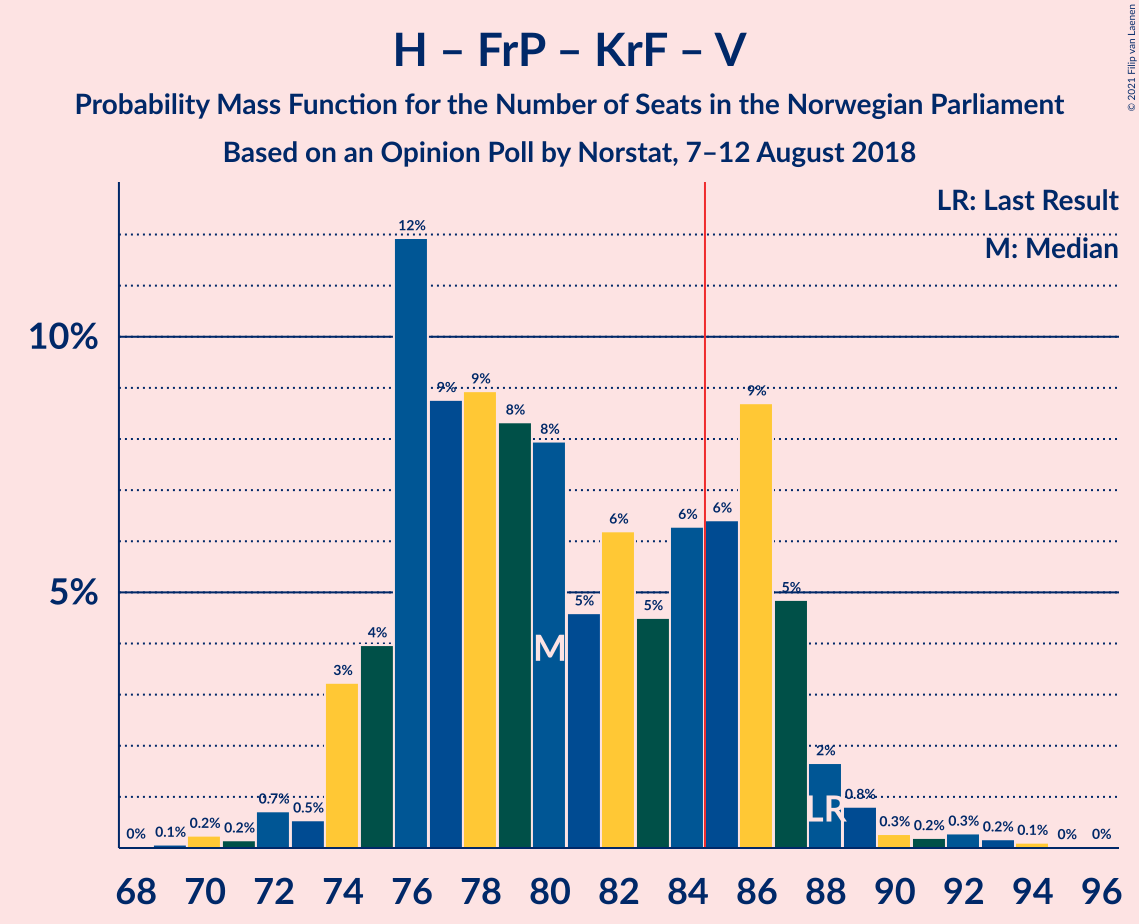 H – FrP – KrF – V
Probability Mass Function for the Number of Seats in the Norwegian Parliament
Based on an Opinion Poll by Norstat, 7–12 August 2018
© 2021 Filip van Laenen
LR: Last Result
M: Median
10%
5%
0% 0.1% 0.2% 0.2% 0.7% 0.5% 3% 4% 12% 9% 9% 8% 8% 5% 6% 5% 6% 6% 9% 5% 2% 0.8% 0.3% 0.2% 0.3% 0.2% 0.1% 0% 0%
M
LR
68 70 72 74 76 78 80 82 84 86 88 90 92 94 96